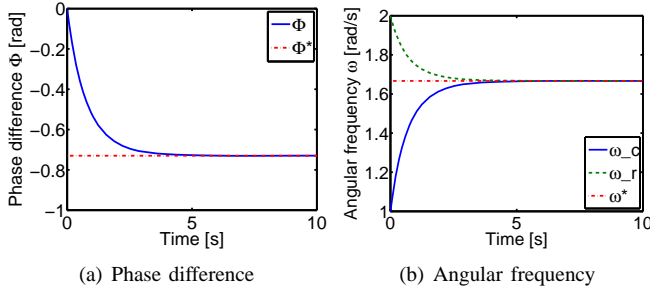 0
−0.2
−0.4
−0.6
−0.8
−1
0
5
10
Phase difference Φ [rad]
Time [s]
Φ
Φ*
2
1.8
1.6
1.4
1.2
1
0
5
10
Angular frequency ω [rad/s]
Time [s]
ω_c
ω_r
ω*
(a) Phase difference
(b) Angular frequency